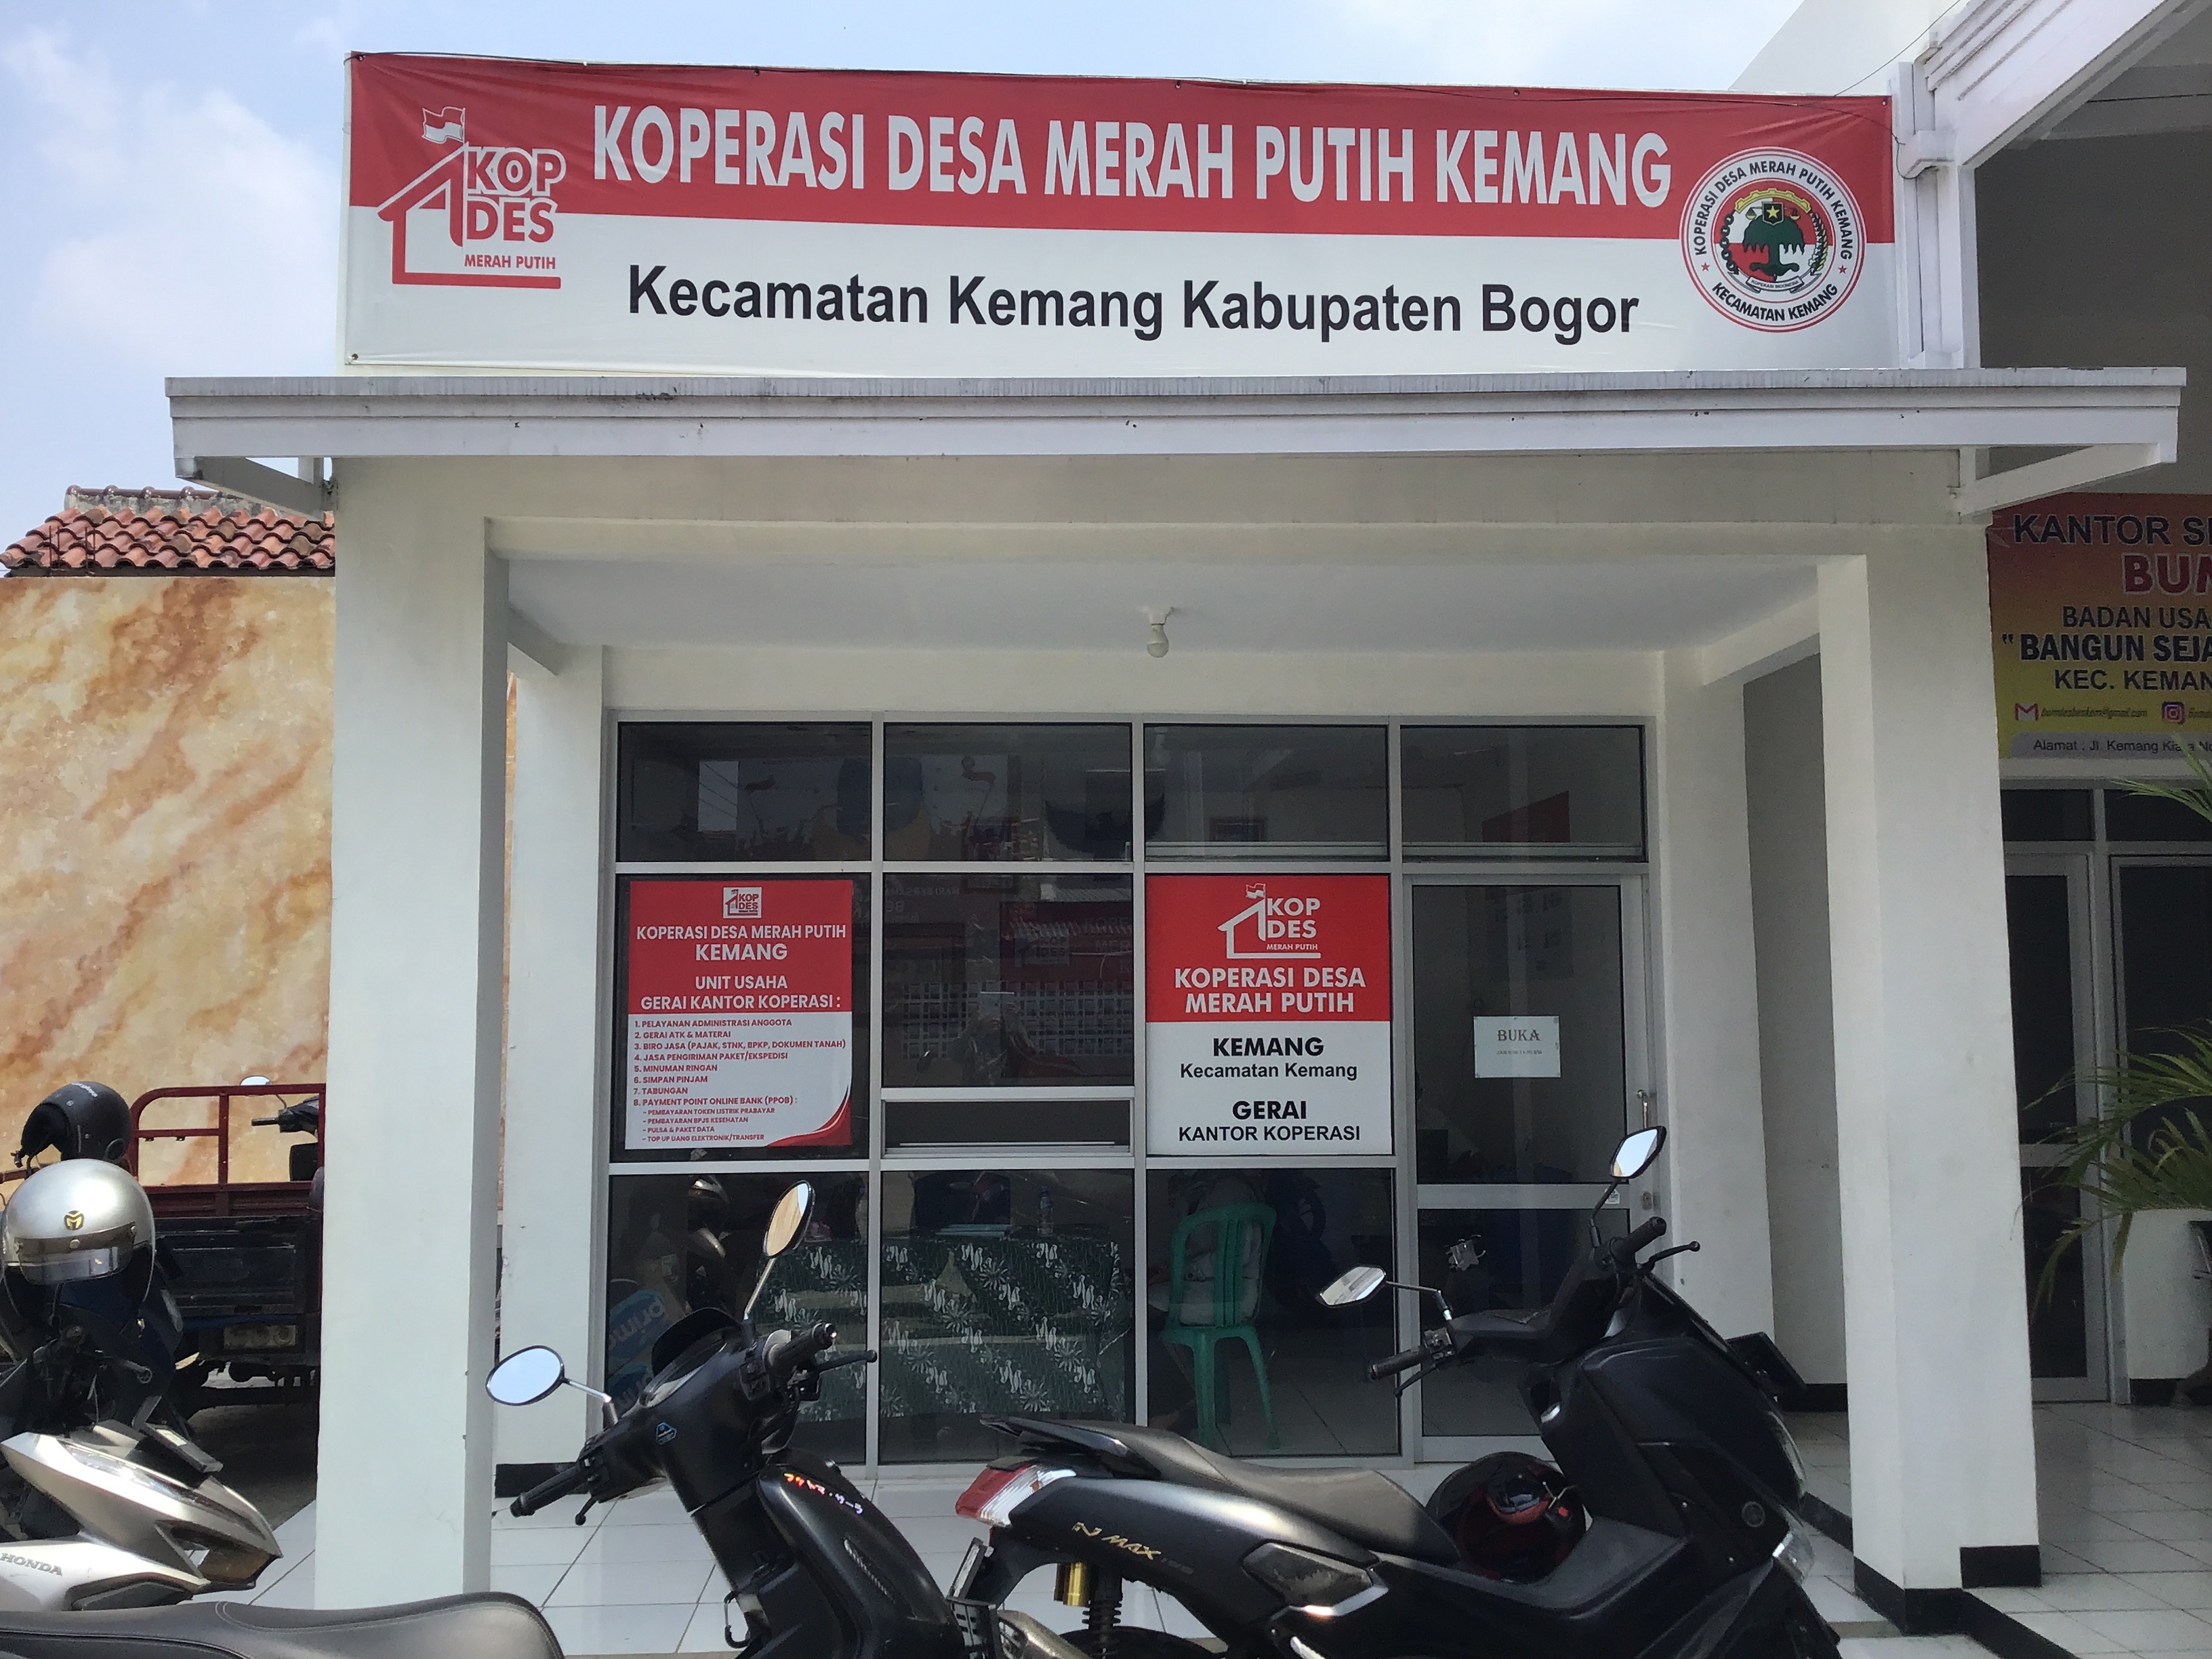 KOP
DES
MERAH PUTIH
KOPERASI DESA MERAH PUTIH KEMANG
Kecamatan Kemang Kabupaten Bogor
KOPERASI DESA MERAH PUTIH KEMANG
KOPERASI INDONESIA
KECAMATAN KEMANG
KANTOR
BADAN
" BANGUN
KEC.
Alamat : Jl. Kemang
KOP
DES
KOPERASI DESA MERAH PUTIH
KEMANG
UNIT USAHA
GERAI KANTOR KOPERASI :
1. PELAYANAN ADMINISTRASI ANGGOTA
2. GERAI ATK & MATERAI
3. BIRO JASA (PAJAK, STNK, BPKP, DOKUMEN TANAH)
4. JASA PENGIRIMAN PAKET/EKSPEDISI
5. MINUMAN RINGAN
6. SIMPAN PINJAM
7. TABUNGAN
8. PAYMENT POINT ONLINE BANK (PPOB) :
- PEMBAYARAN TOKEN LISTRIK PRABAYAR
- PEMBAYARAN BPJS KESEHATAN
- PULSA & PAKET DATA
- TOP UP UANG ELEKTRONIK/TRANSFER
KOP
DES
MERAH PUTIH
KOPERASI DESA
MERAH PUTIH
KEMANG
Kecamatan Kemang
GERAI
KANTOR KOPERASI
BUKA
HONDA
N MAX 155